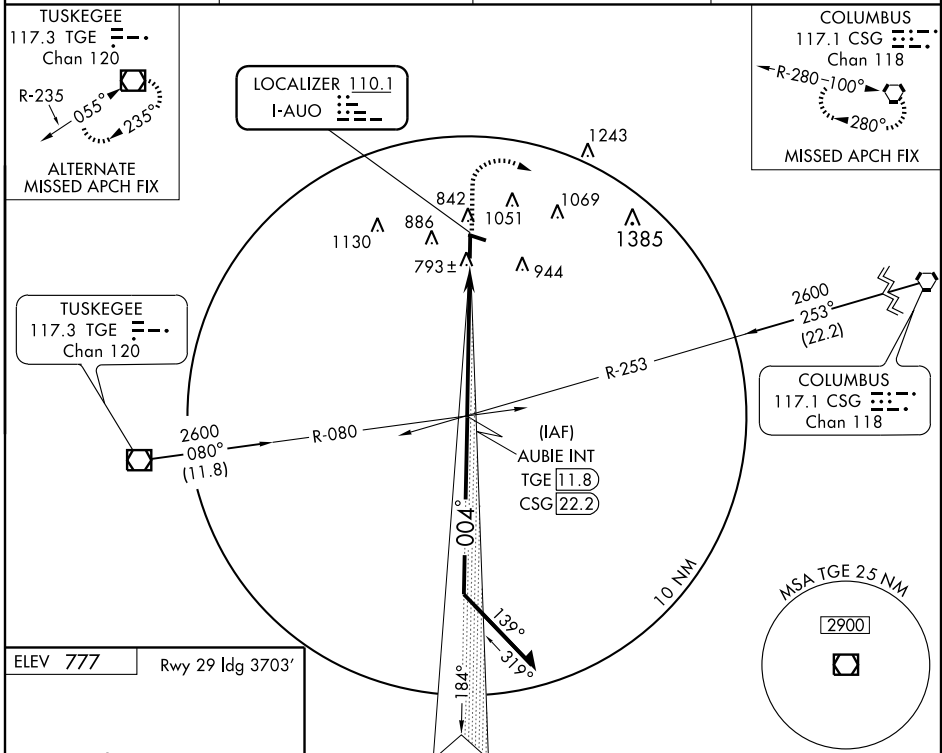 TUSKEGEE
117.3 TGE
Chan 120
R-235
055°
235°
ALTERNATE
MISSED APCH FIX
LOCALIZER 110.1
I-AUO
COLUMBUS
117.1 CSG
Chan 118
R-280
100°
280°
MISSED APCH FIX
1243
842
1051
1069
1130
886
1385
793±
944
TUSKEGEE
117.3 TGE
Chan 120
2600
253°
(22.2)
R-253
COLUMBUS
117.1 CSG
Chan 118
2600
080°
(11.8)
R-080
(IAF)
AUBIE INT
TGE 11.8
CSG 22.2
004°
10 NM
139°
319°
184°
MSA TGE 25 NM
2900
ELEV 777
Rwy 29 ldg 3703'